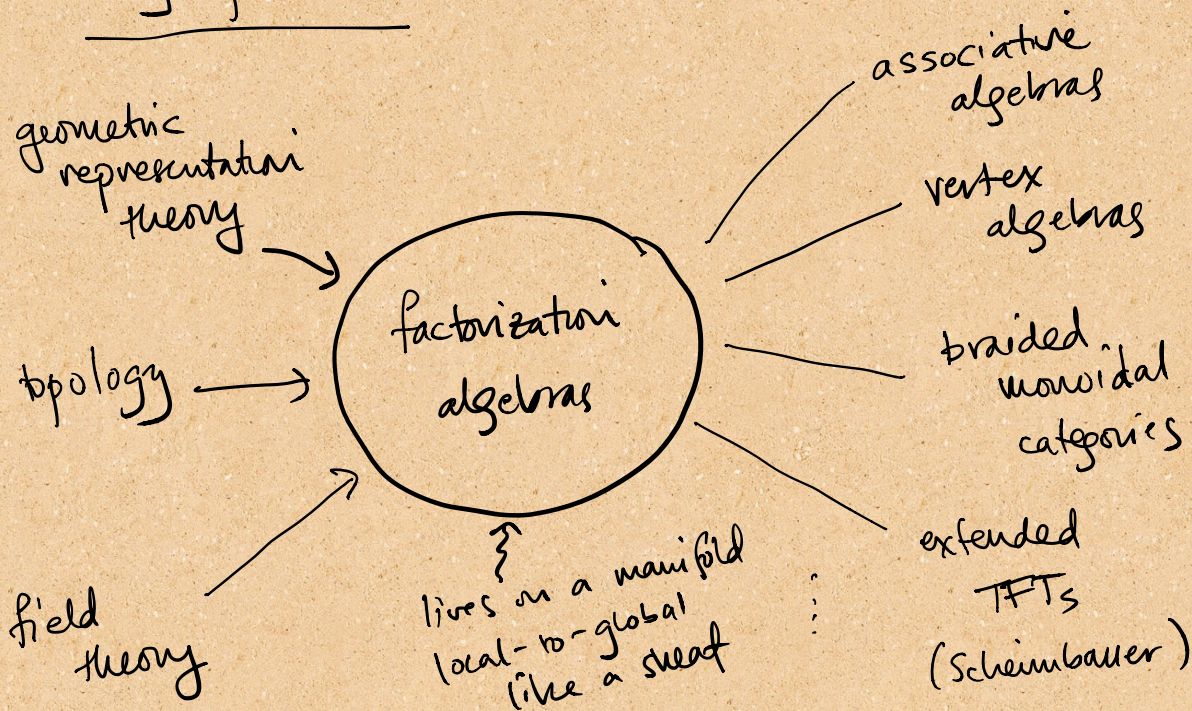 geometric
representation
theory
topology
field
theory
factorization
algebras
lives on a manifold
local-to-global
like a sheaf
associative
algebras
vertex
algebras
braided
monoidal
categories
extended
TFTs
(Scheimbauer)